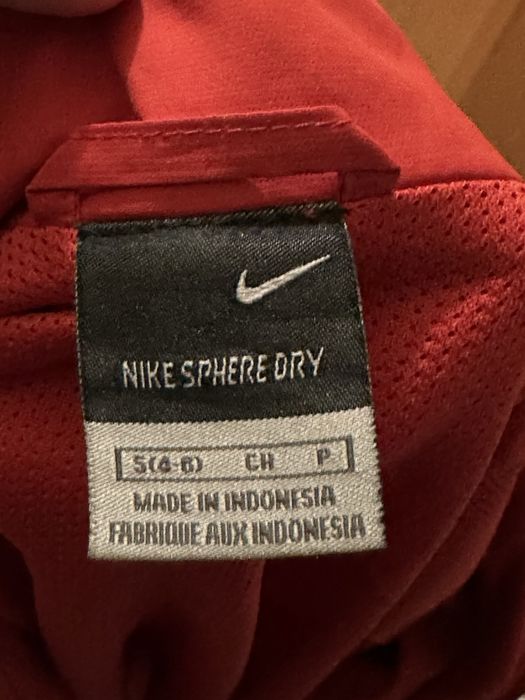 NIKE SPHERE DRY
S(4-6) CH P
MADE IN INDONESIA
FABRIQUE AUX INDONESIA